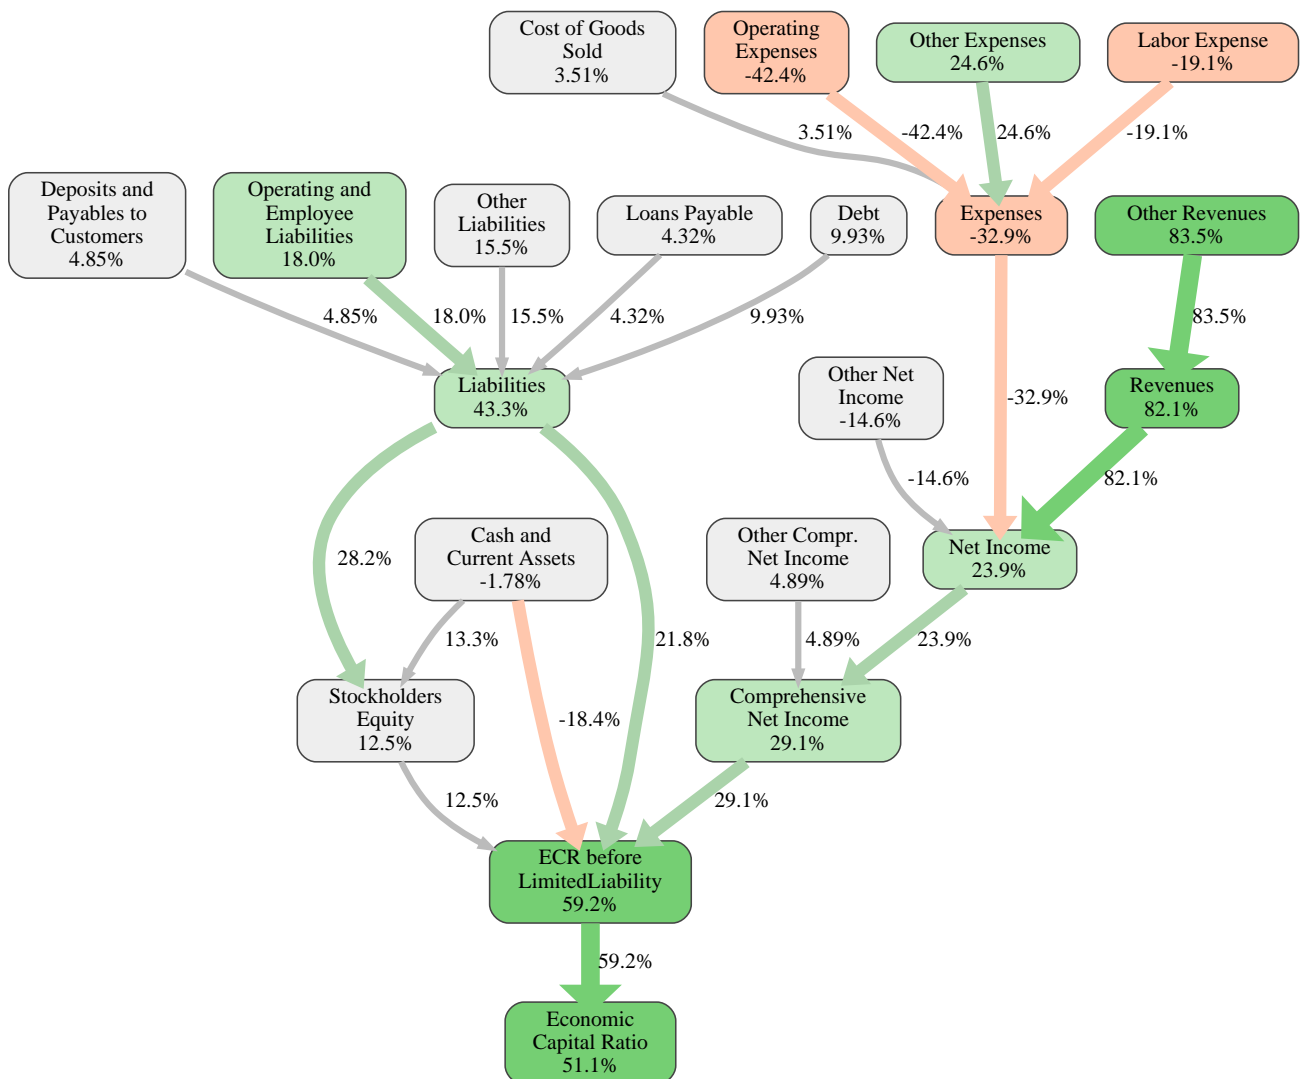 Cost of Goods
Sold
3.51%
Operating
Expenses
-42.4%
Other Expenses
24.6%
Labor Expense
-19.1%
3.51%
-42.4%
24.6%
-19.1%
Deposits and
Payables to
Customers
4.85%
Operating and
Employee
Liabilities
18.0%
Other
Liabilities
15.5%
Loans Payable
4.32%
Debt
9.93%
Expenses
-32.9%
Other Revenues
83.5%
4.85%
18.0%
15.5%
4.32%
9.93%
83.5%
Liabilities
43.3%
Other Net
Income
-14.6%
-32.9%
Revenues
82.1%
-14.6%
82.1%
28.2%
Cash and
Current Assets
-1.78%
Other Compr.
Net Income
4.89%
Net Income
23.9%
13.3%
21.8%
4.89%
23.9%
Stockholders
Equity
12.5%
-18.4%
Comprehensive
Net Income
29.1%
12.5%
29.1%
ECR before
LimitedLiability
59.2%
59.2%
Economic
Capital Ratio
51.1%